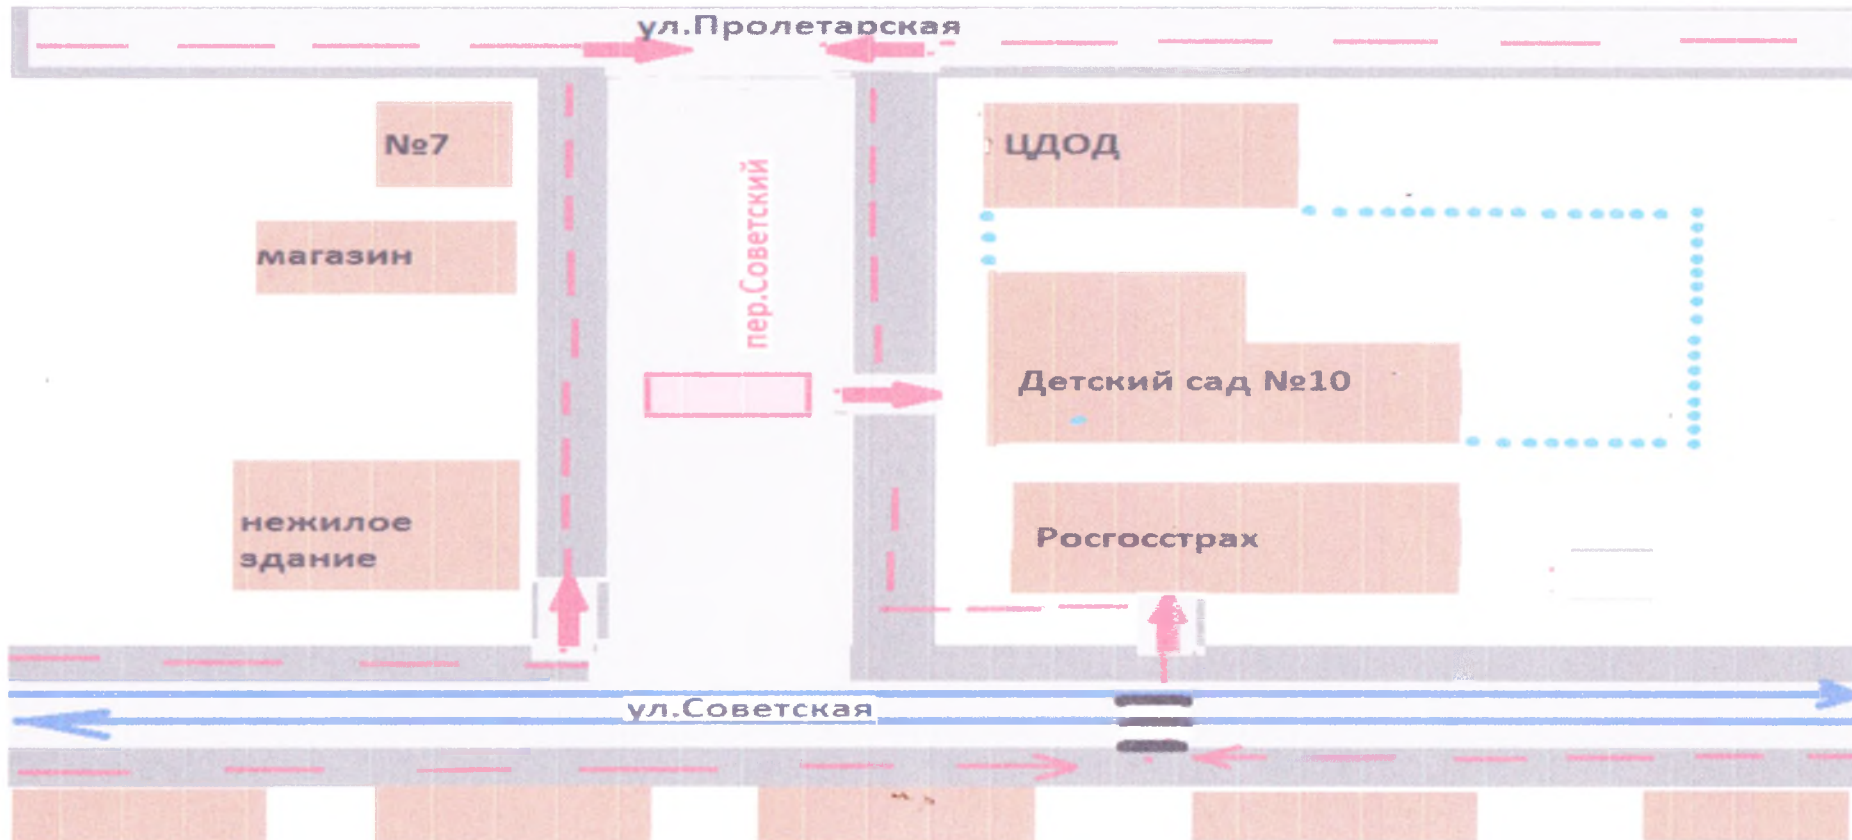 ул.Пролетарская
№7
ЦДОД
пер.Советский
магазин
Детский сад №10
нежилое
здание
Росгосстрах
ул.Советская